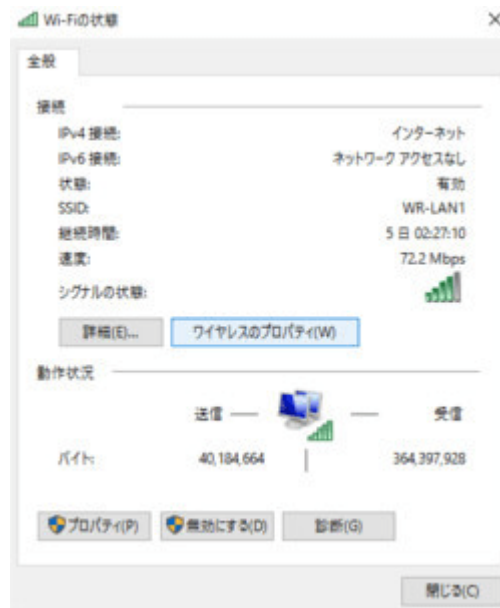 Wi-Fiの状態
全般
接続
IPv4 接続: インターネット
IPv6 接続: ネットワーク アクセスなし
状態: 有効
SSID: WR-LAN1
継続時間: 5 日 02:27:10
速度: 72.2 Mbps
シグナルの状態:
詳細(E)... ワイヤレスのプロパティ(W)
動作状況
送信 — — 受信
バイト: 40,184,664 | 364,397,928
プロパティ(P) 無効にする(D) 診断(G)
閉じる(C)